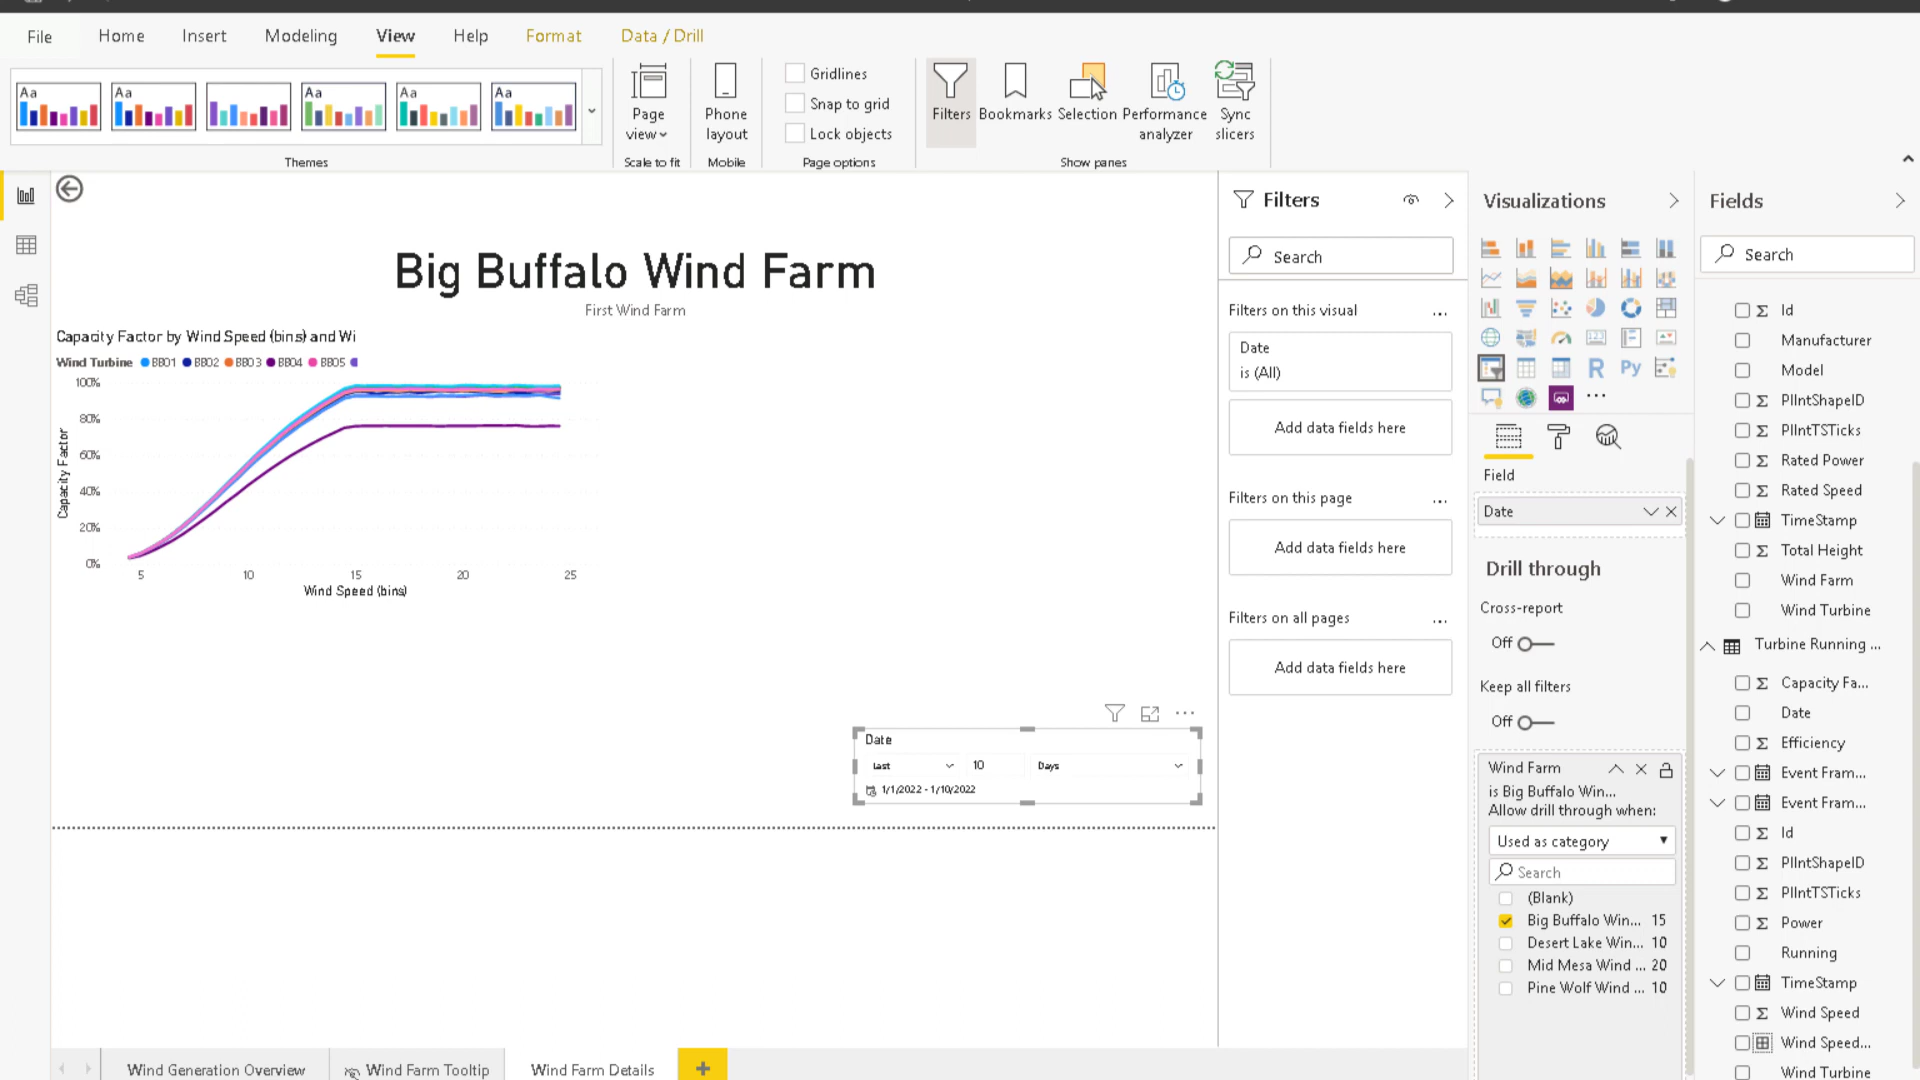 File Home Insert Modeling View Help Format Data / Drill
Aa Aa Aa Aa Aa
Page view
Phone layout
Gridlines
Snap to grid
Lock objects
Filters
Bookmarks
Selection
Performance analyzer
Sync slicers
Themes
Scale to fit
Mobile
Page options
Show panes
Big Buffalo Wind Farm
First Wind Farm
Capacity Factor by Wind Speed (bins) and Wi
Wind Turbine BB01 BB02 BB03 BB04 BB05
100%
80%
60%
40%
20%
0%
Capacity Factor
5 10 15 20 25
Wind Speed (bins)
Date
Last 10 Days
1/1/2022 - 1/10/2022
Filters
Search
Filters on this visual ...
Date
is (All)
Add data fields here
Filters on this page ...
Add data fields here
Filters on all pages ...
Add data fields here
Visualizations
R Py
Field
Date
Drill through
Cross-report
Off
Keep all filters
Off
Wind Farm
is Big Buffalo Win...
Allow drill through when:
Used as category
Search
(Blank)
Big Buffalo Win... 15
Desert Lake Win... 10
Mid Mesa Wind ... 20
Pine Wolf Wind ... 10
Fields
Search
Id
Manufacturer
Model
PIIntShapeID
PIIntTSTicks
Rated Power
Rated Speed
TimeStamp
Total Height
Wind Farm
Wind Turbine
Turbine Running ...
Capacity Fa...
Date
Efficiency
Event Fram...
Event Fram...
Id
PIIntShapeID
PIIntTSTicks
Power
Running
TimeStamp
Wind Speed
Wind Speed...
Wind Turbine
Wind Generation Overview
Wind Farm Tooltip
Wind Farm Details